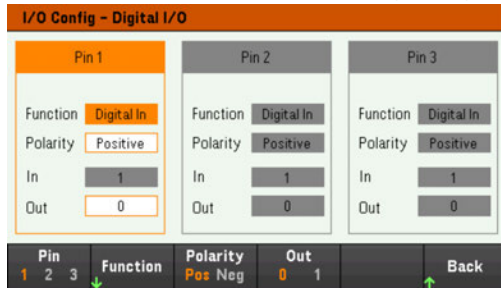 I/O Config - Digital I/O
Pin 1 Pin 2 Pin 3
Function Digital In Function Digital In Function Digital In
Polarity Positive Polarity Positive Polarity Positive
In 1 In 1 In 1
Out 0 Out 0 Out 0
Pin Function Polarity Out Back
1 2 3 Pos Neg 0 1